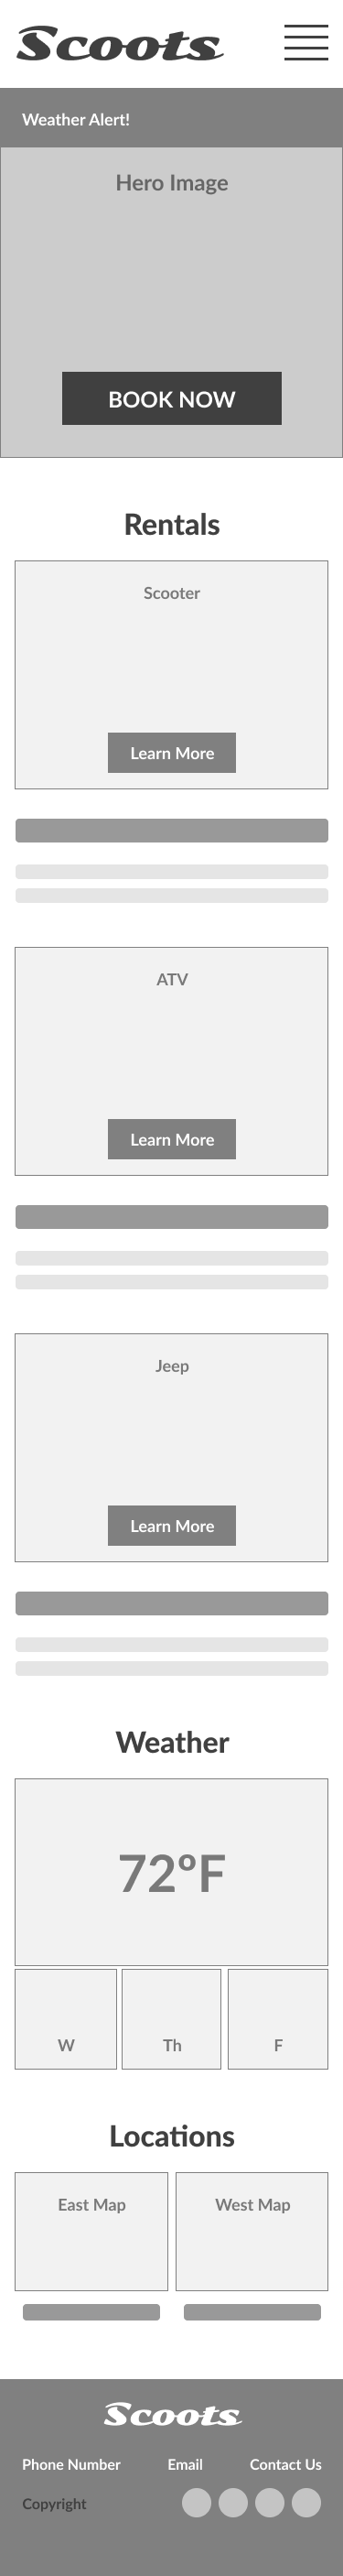 Scoots
Weather Alert!
Hero Image
BOOK NOW
Rentals
Scooter
Learn More
ATV
Learn More
Jeep
Learn More
Weather
72°F
W Th F
Locations
East Map West Map
Scoots
Phone Number Email Contact Us
Copyright